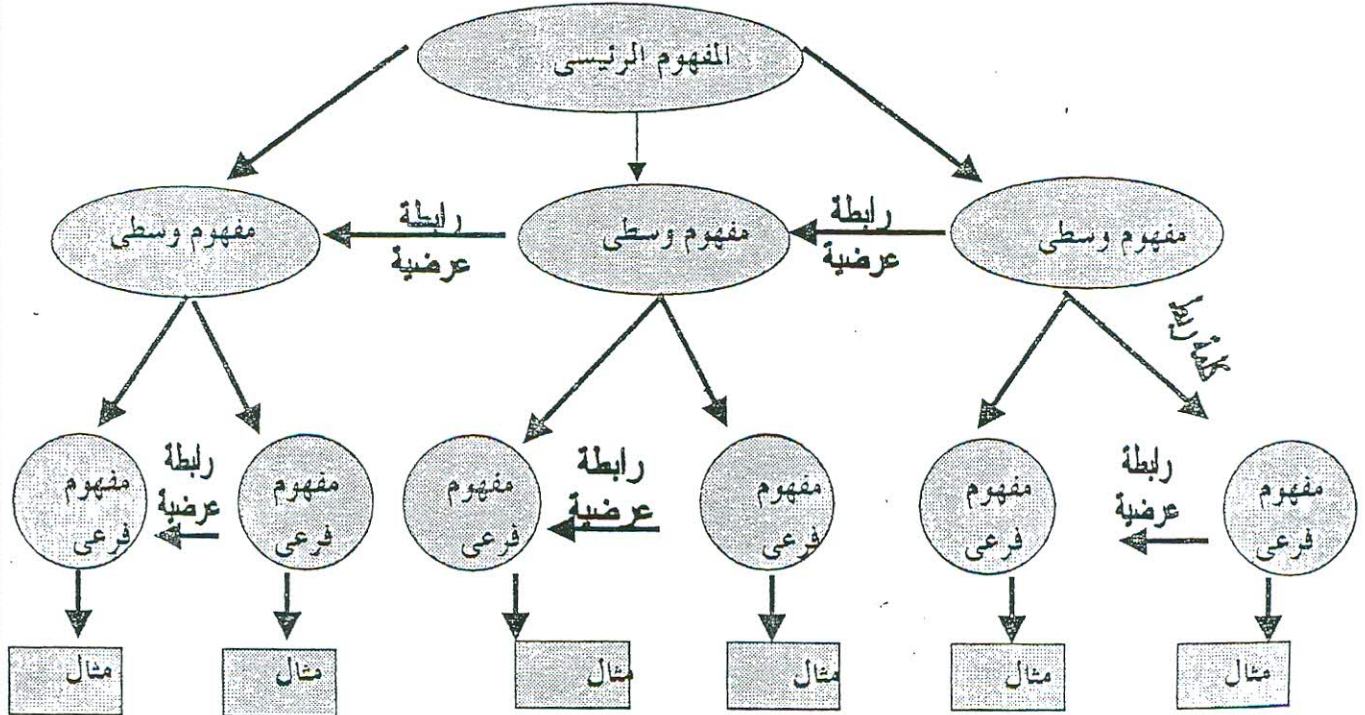 المفهوم الرئيسى
مفهوم وسطى
رابطة
عرضية
مفهوم وسطى
رابطة
عرضية
مفهوم وسطى
كلمة ربط
مفهوم
فرعى
رابطة
عرضية
مفهوم
فرعى
مفهوم
فرعى
رابطة
عرضية
مفهوم
فرعى
مفهوم
فرعى
رابطة
عرضية
مفهوم
فرعى
مثال
مثال
مثال
مثال
مثال
مثال